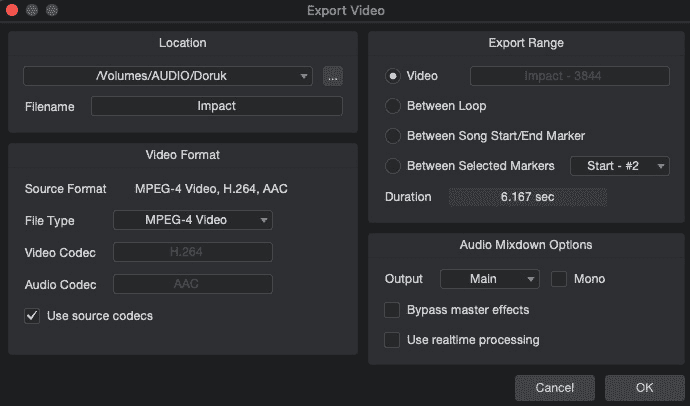 Export Video
Location
/Volumes/AUDIO/Doruk
...
Filename
Impact
Video Format
Source Format
MPEG-4 Video, H.264, AAC
File Type
MPEG-4 Video
Video Codec
H.264
Audio Codec
AAC
Use source codecs
Export Range
Video
Impact - 3844
Between Loop
Between Song Start/End Marker
Between Selected Markers
Start - #2
Duration
6.167 sec
Audio Mixdown Options
Output
Main
Mono
Bypass master effects
Use realtime processing
Cancel
OK